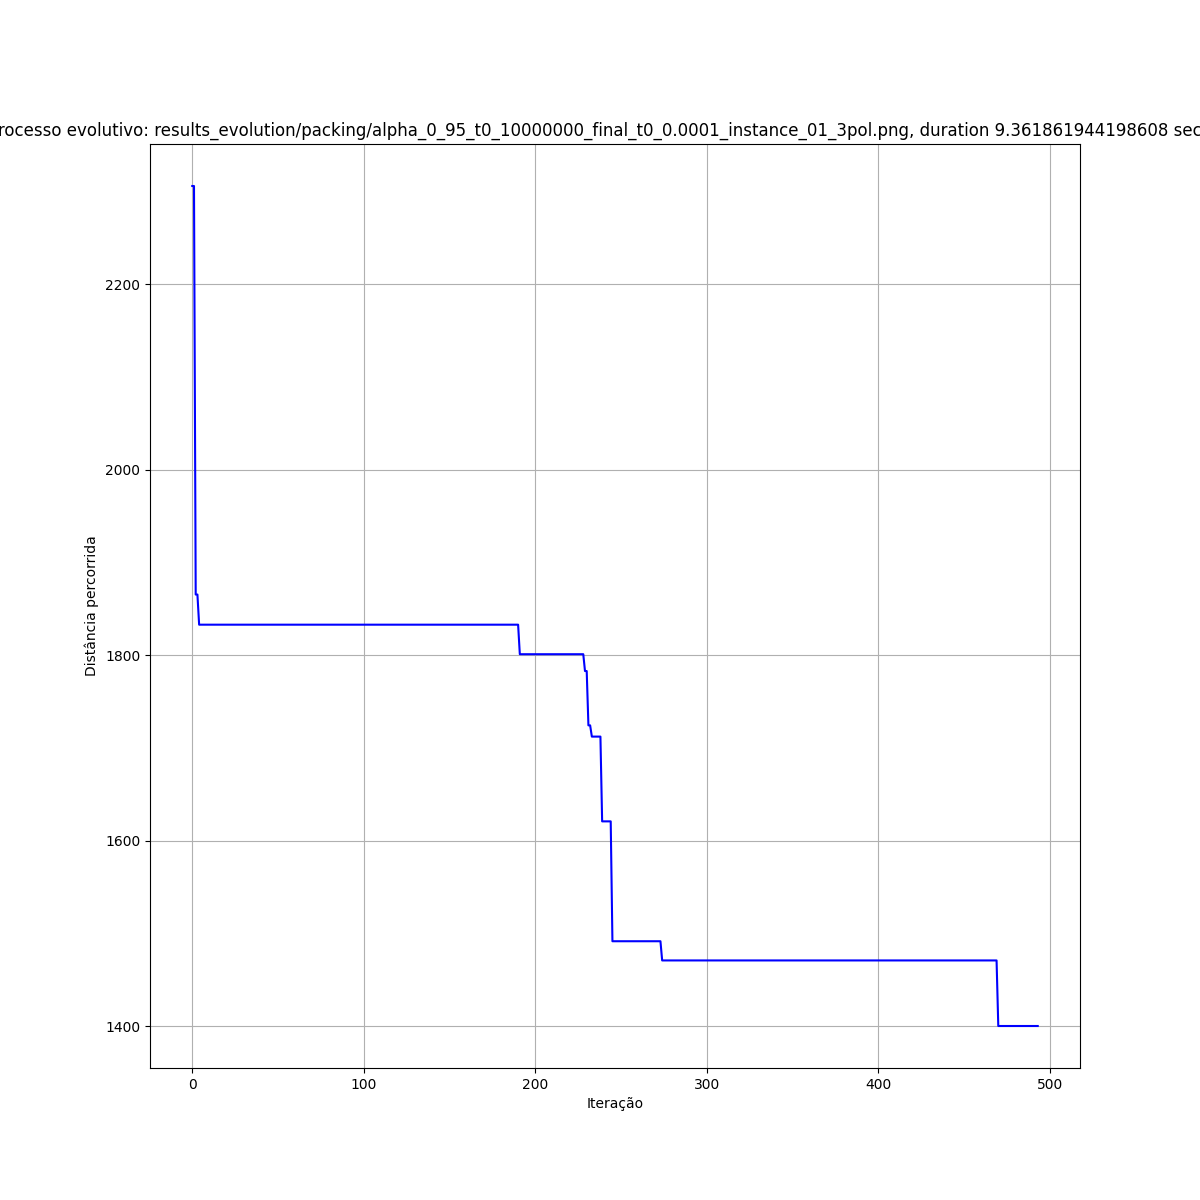 rocesso evolutivo: results_evolution/packing/alpha_0_95_t0_10000000_final_t0_0.0001_instance_01_3pol.png, duration 9.361861944198608 sec
2200
2000
1800
1600
1400
Distância percorrida
0 100 200 300 400 500
Iteração